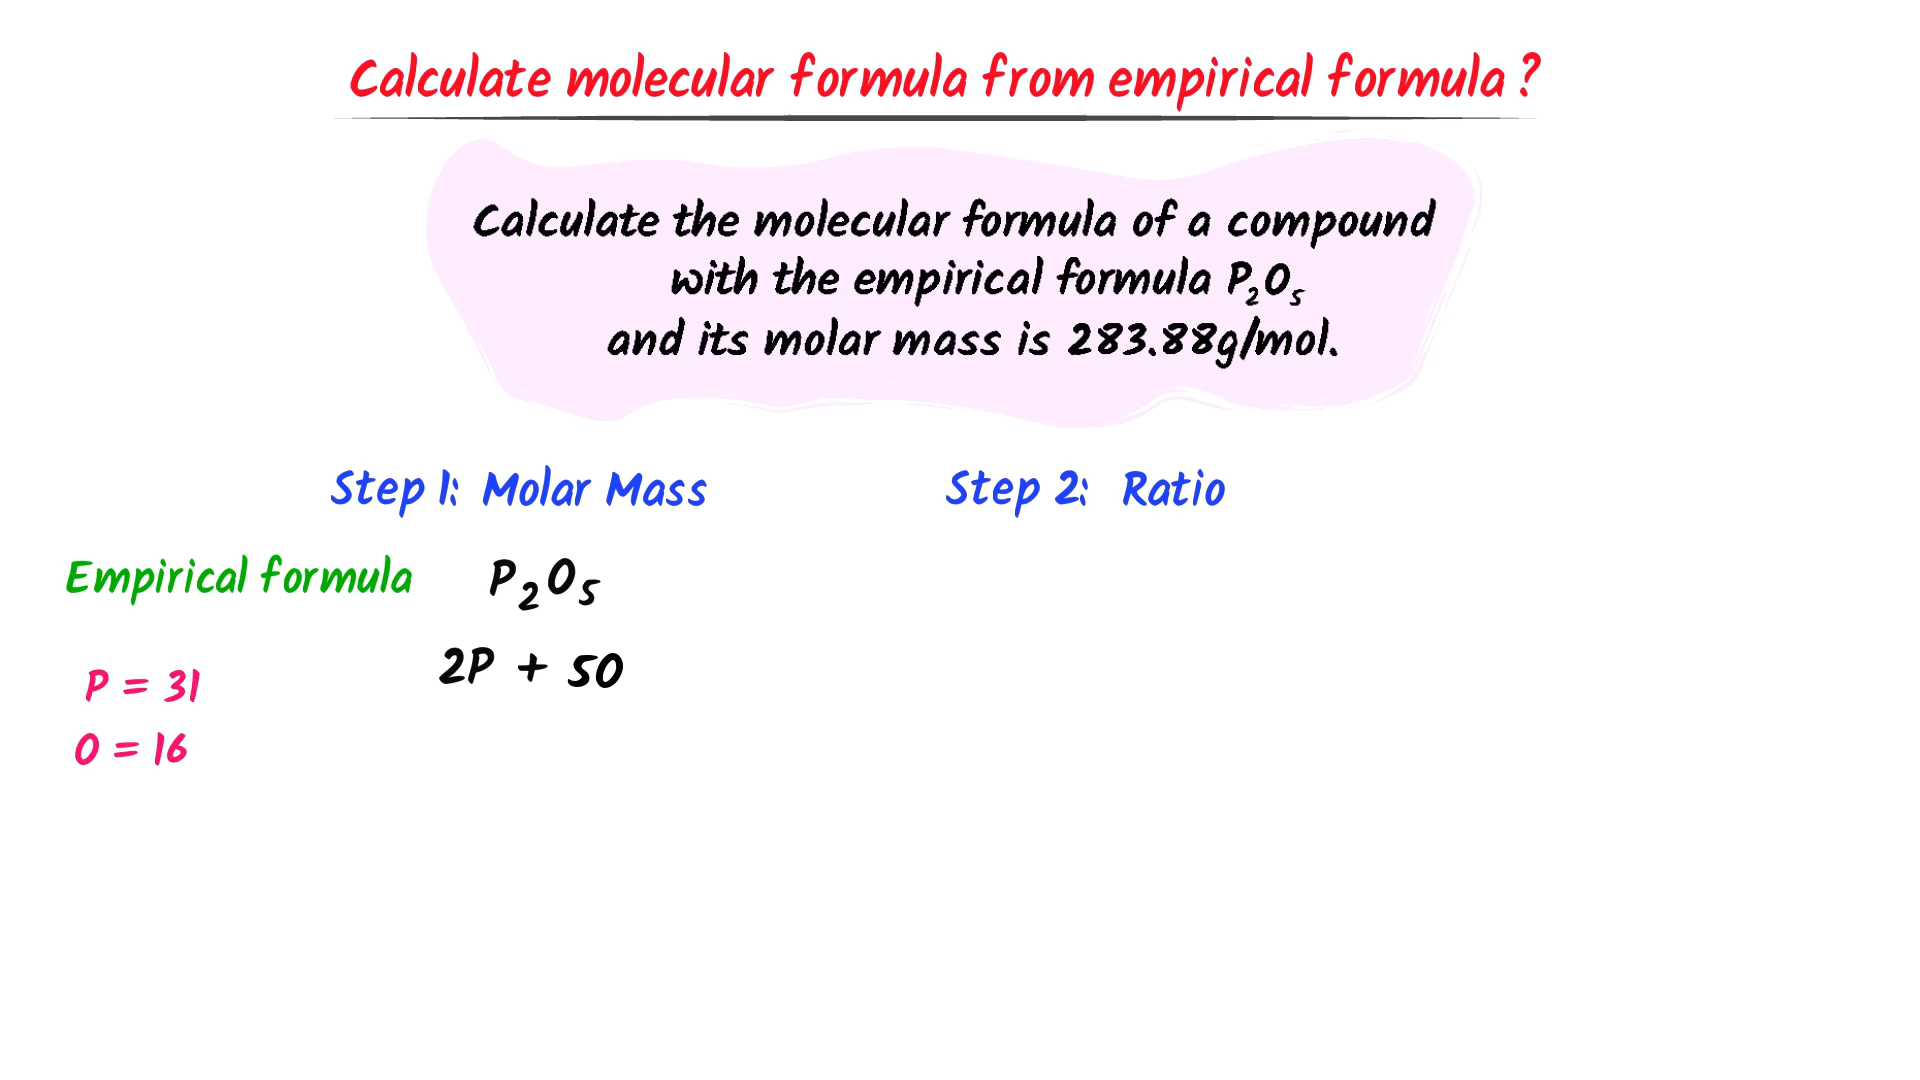 Calculate molecular formula from empirical formula ?
Calculate the molecular formula of a compound
with the empirical formula P₂O₅
and its molar mass is 283.88g/mol.
Step 1: Molar Mass
Step 2: Ratio
Empirical formula P₂O₅
2P + 5O
P = 31
O = 16